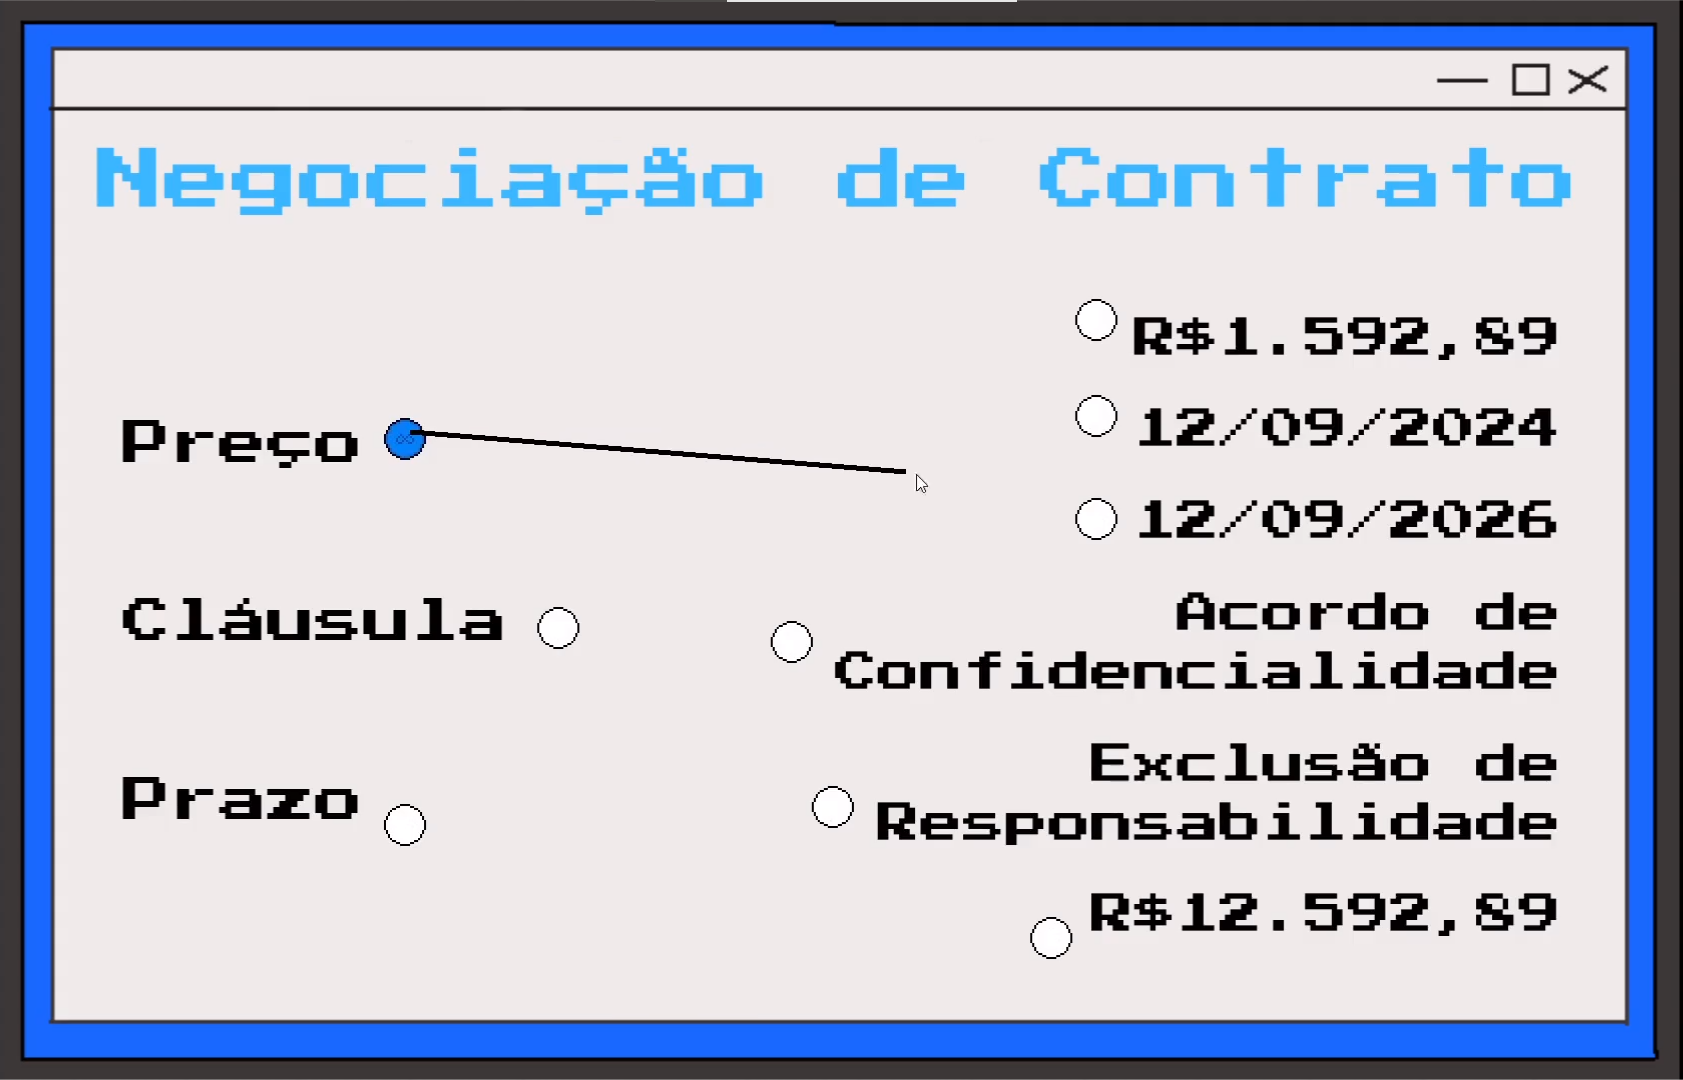 Negociação de Contrato
R$1.592,89
12/09/2024
Preço
12/09/2026
Cláusula
Acordo de
Confidencialidade
Exclusão de
Responsabilidade
Prazo
R$12.592,89